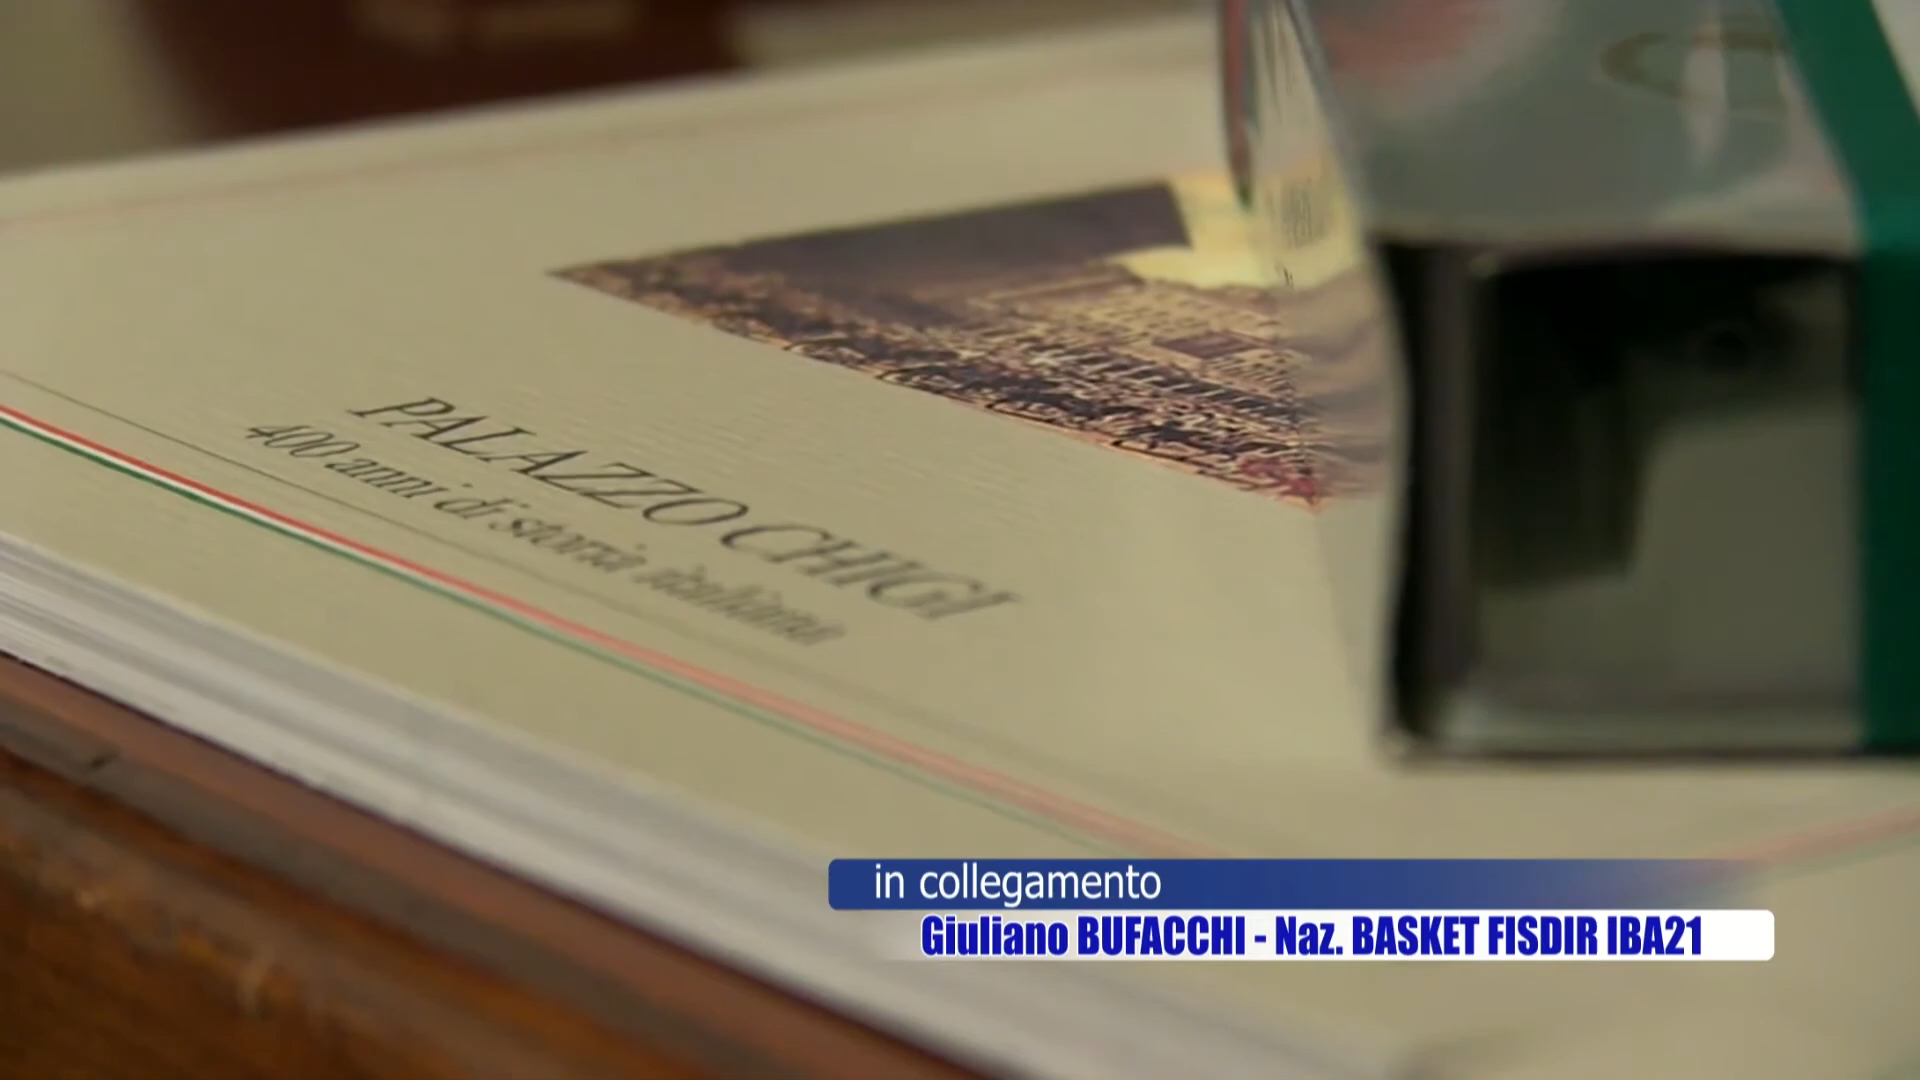 PALAZZO CHIGI
400 anni di storia italiana
in collegamento
Giuliano BUFACCHI - Naz. BASKET FISDIR IBA21